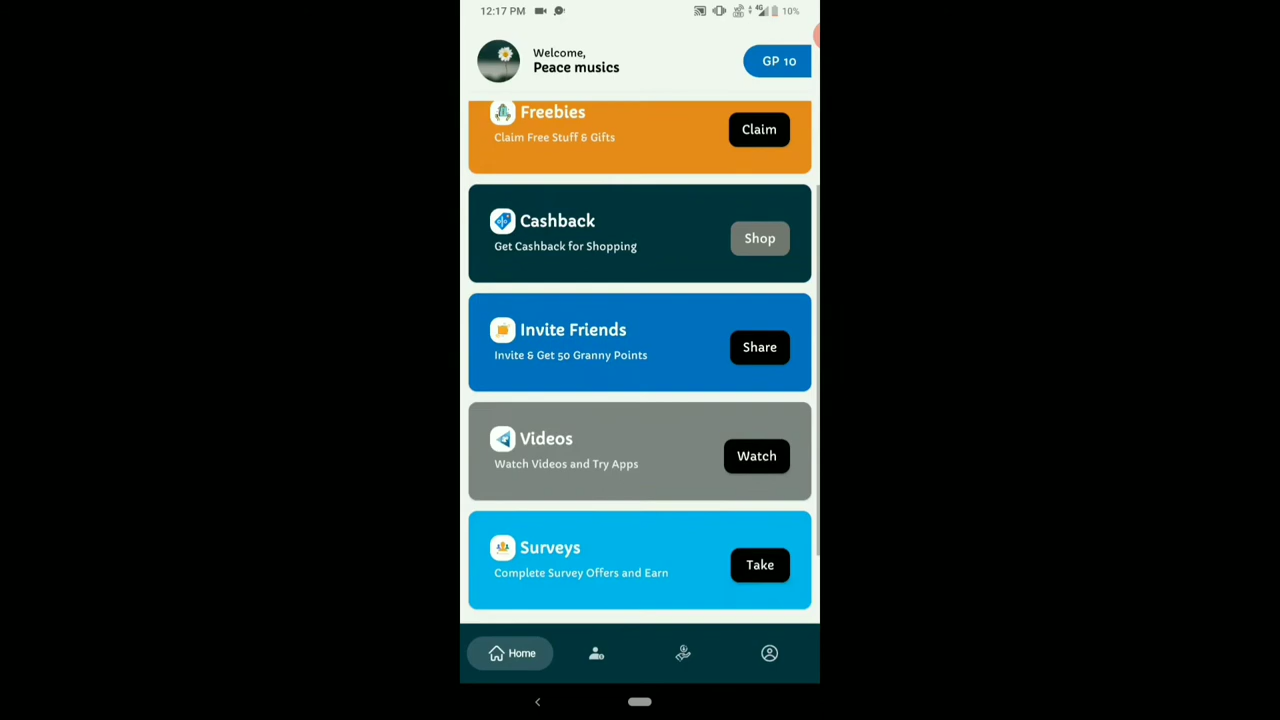 12:17 PM
4G
10%
Welcome,
Peace musics
GP 10
Freebies
Claim Free Stuff & Gifts
Claim
Cashback
Get Cashback for Shopping
Shop
Invite Friends
Invite & Get 50 Granny Points
Share
Videos
Watch Videos and Try Apps
Watch
Surveys
Complete Survey Offers and Earn
Take
Home